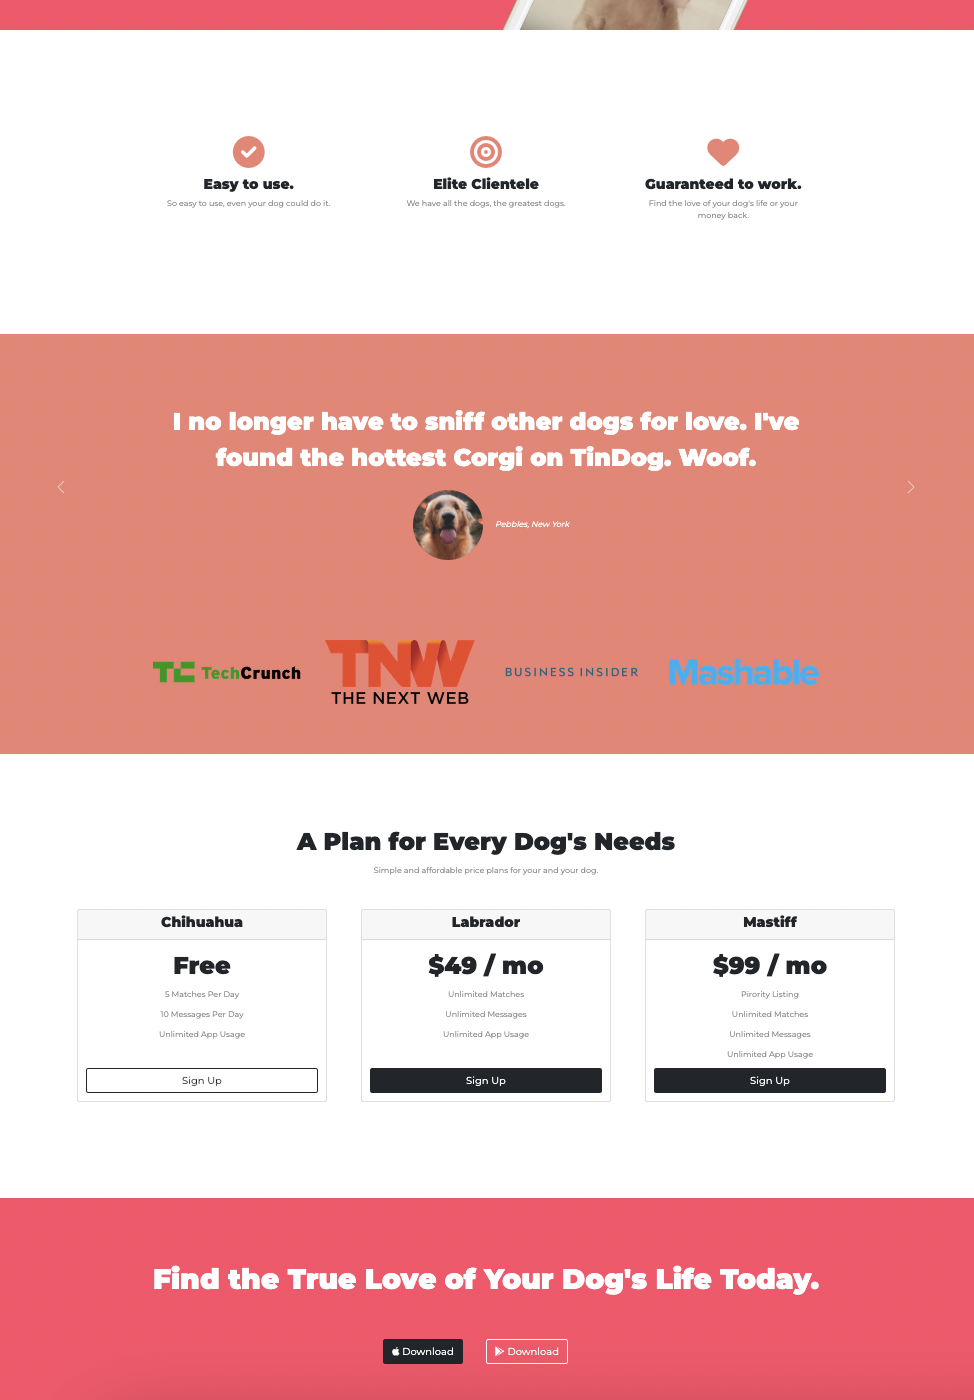 Easy to use.
So easy to use, even your dog could do it.
Elite Clientele
We have all the dogs, the greatest dogs.
Guaranteed to work.
Find the love of your dog's life or your
money back.
I no longer have to sniff other dogs for love. I've
found the hottest Corgi on TinDog. Woof.
Pebbles, New York
TC TechCrunch
TNW
THE NEXT WEB
BUSINESS INSIDER
Mashable
A Plan for Every Dog's Needs
Simple and affordable price plans for your and your dog.
Chihuahua
Free
5 Matches Per Day
10 Messages Per Day
Unlimited App Usage
Sign Up
Labrador
$49 / mo
Unlimited Matches
Unlimited Messages
Unlimited App Usage
Sign Up
Mastiff
$99 / mo
Pirority Listing
Unlimited Matches
Unlimited Messages
Unlimited App Usage
Sign Up
Find the True Love of Your Dog's Life Today.
Download
Download